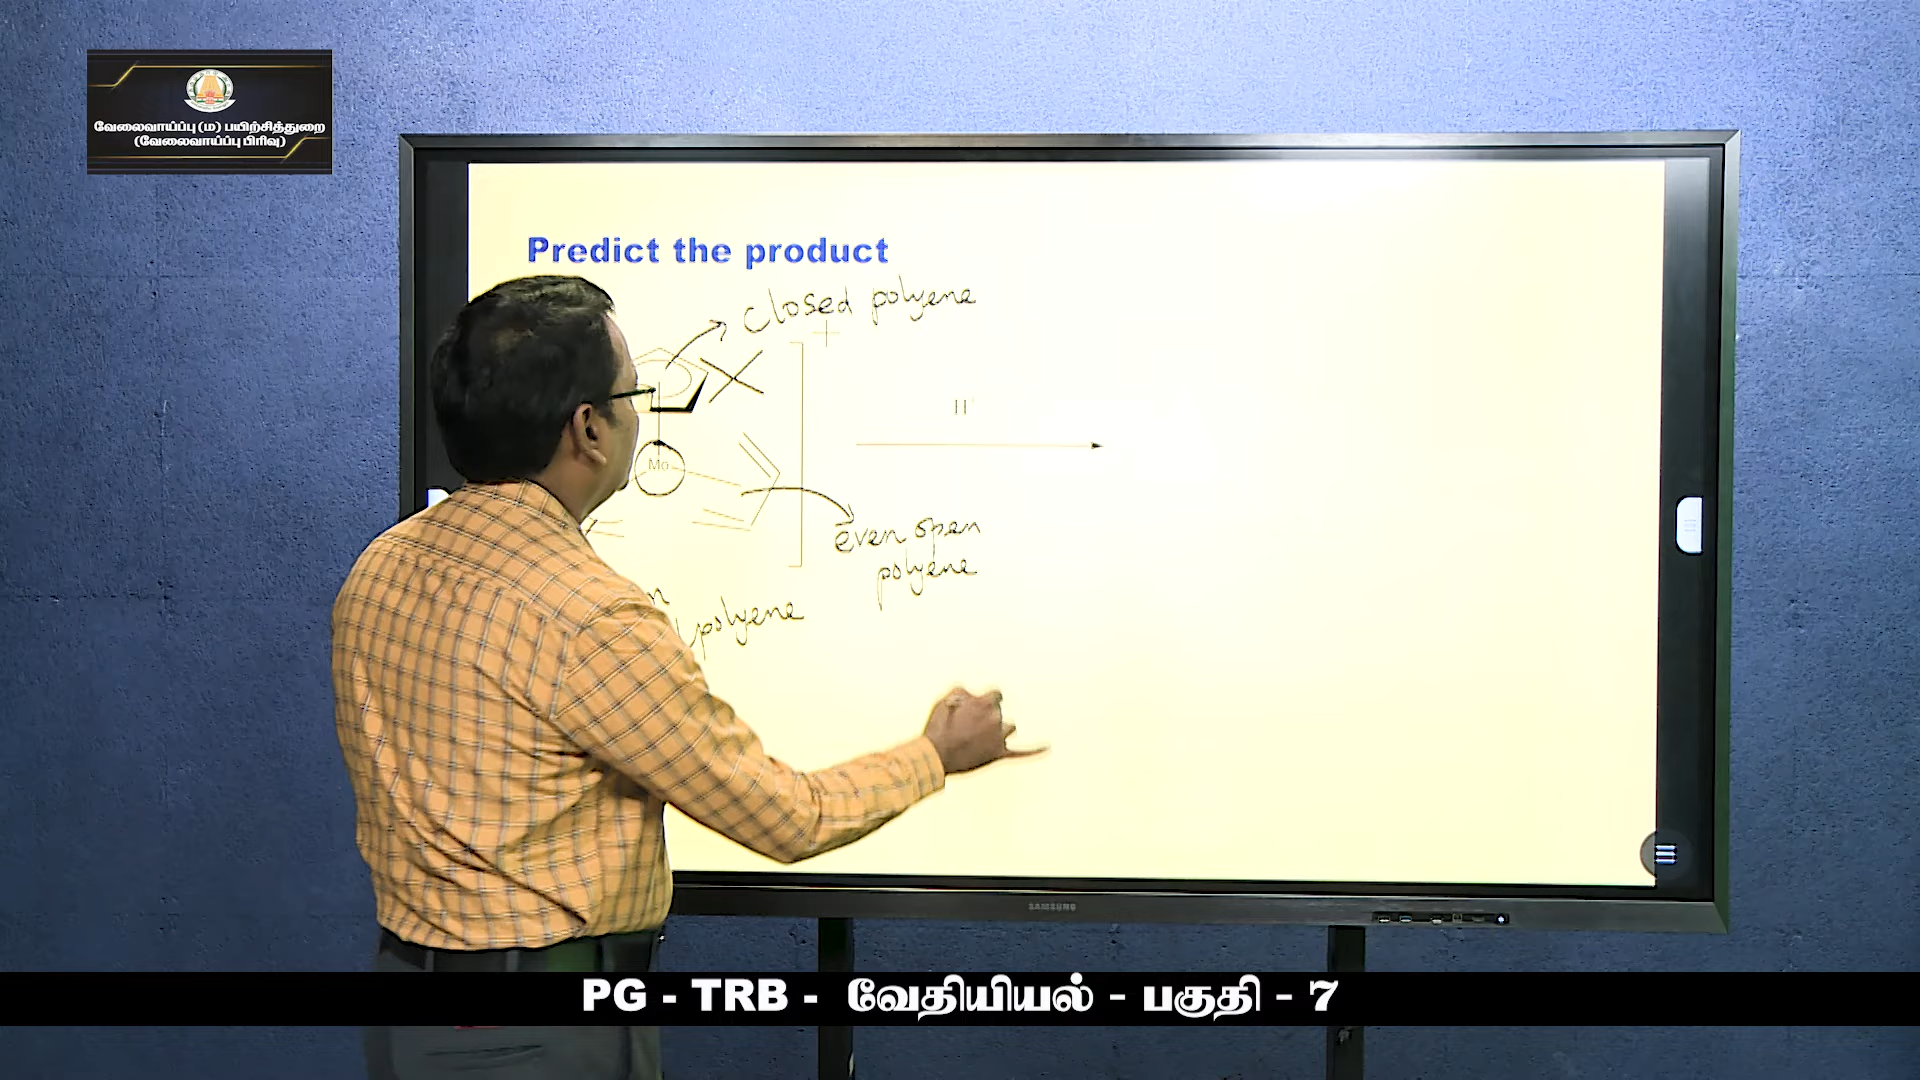 வேலைவாய்ப்பு (ம) பயிற்சித்துறை
(வேலைவாய்ப்பு பிரிவு)
Predict the product
closed polyene
+
Mo
even open
polyene
polyene
SAMSUNG
PG - TRB - வேதியியல் - பகுதி - 7